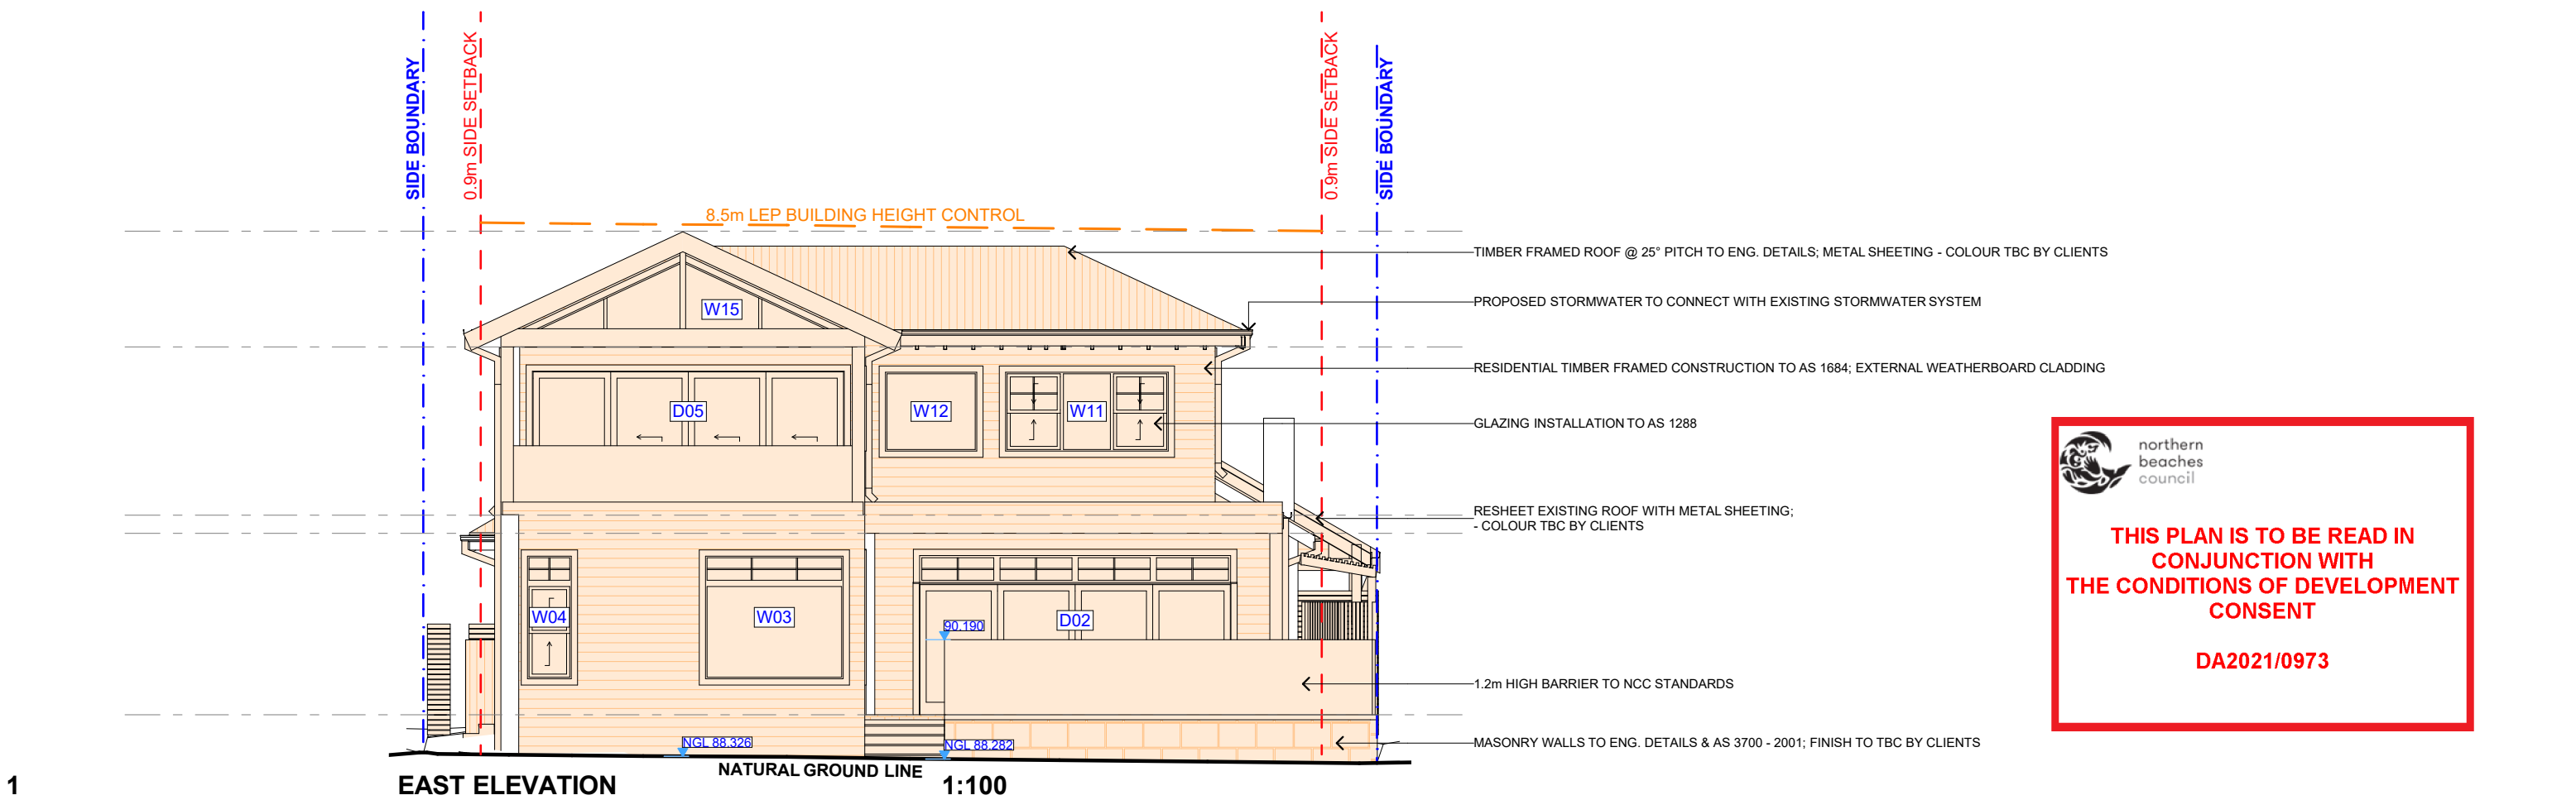 SIDE BOUNDARY
0.9m SIDE SETBACK
0.9m SIDE SETBACK
SIDE BOUNDARY
8.5m LEP BUILDING HEIGHT CONTROL
TIMBER FRAMED ROOF @ 25° PITCH TO ENG. DETAILS; METAL SHEETING - COLOUR TBC BY CLIENTS
PROPOSED STORMWATER TO CONNECT WITH EXISTING STORMWATER SYSTEM
W15
RESIDENTIAL TIMBER FRAMED CONSTRUCTION TO AS 1684; EXTERNAL WEATHERBOARD CLADDING
D05
W12
W11
GLAZING INSTALLATION TO AS 1288
RESHEET EXISTING ROOF WITH METAL SHEETING;
- COLOUR TBC BY CLIENTS
W04
W03
D02
90.190
1.2m HIGH BARRIER TO NCC STANDARDS
NGL 88.326
NGL 88.282
MASONRY WALLS TO ENG. DETAILS & AS 3700 - 2001; FINISH TO TBC BY CLIENTS
NATURAL GROUND LINE
1
EAST ELEVATION
1:100
northern
beaches
council
THIS PLAN IS TO BE READ IN
CONJUNCTION WITH
THE CONDITIONS OF DEVELOPMENT
CONSENT
DA2021/0973